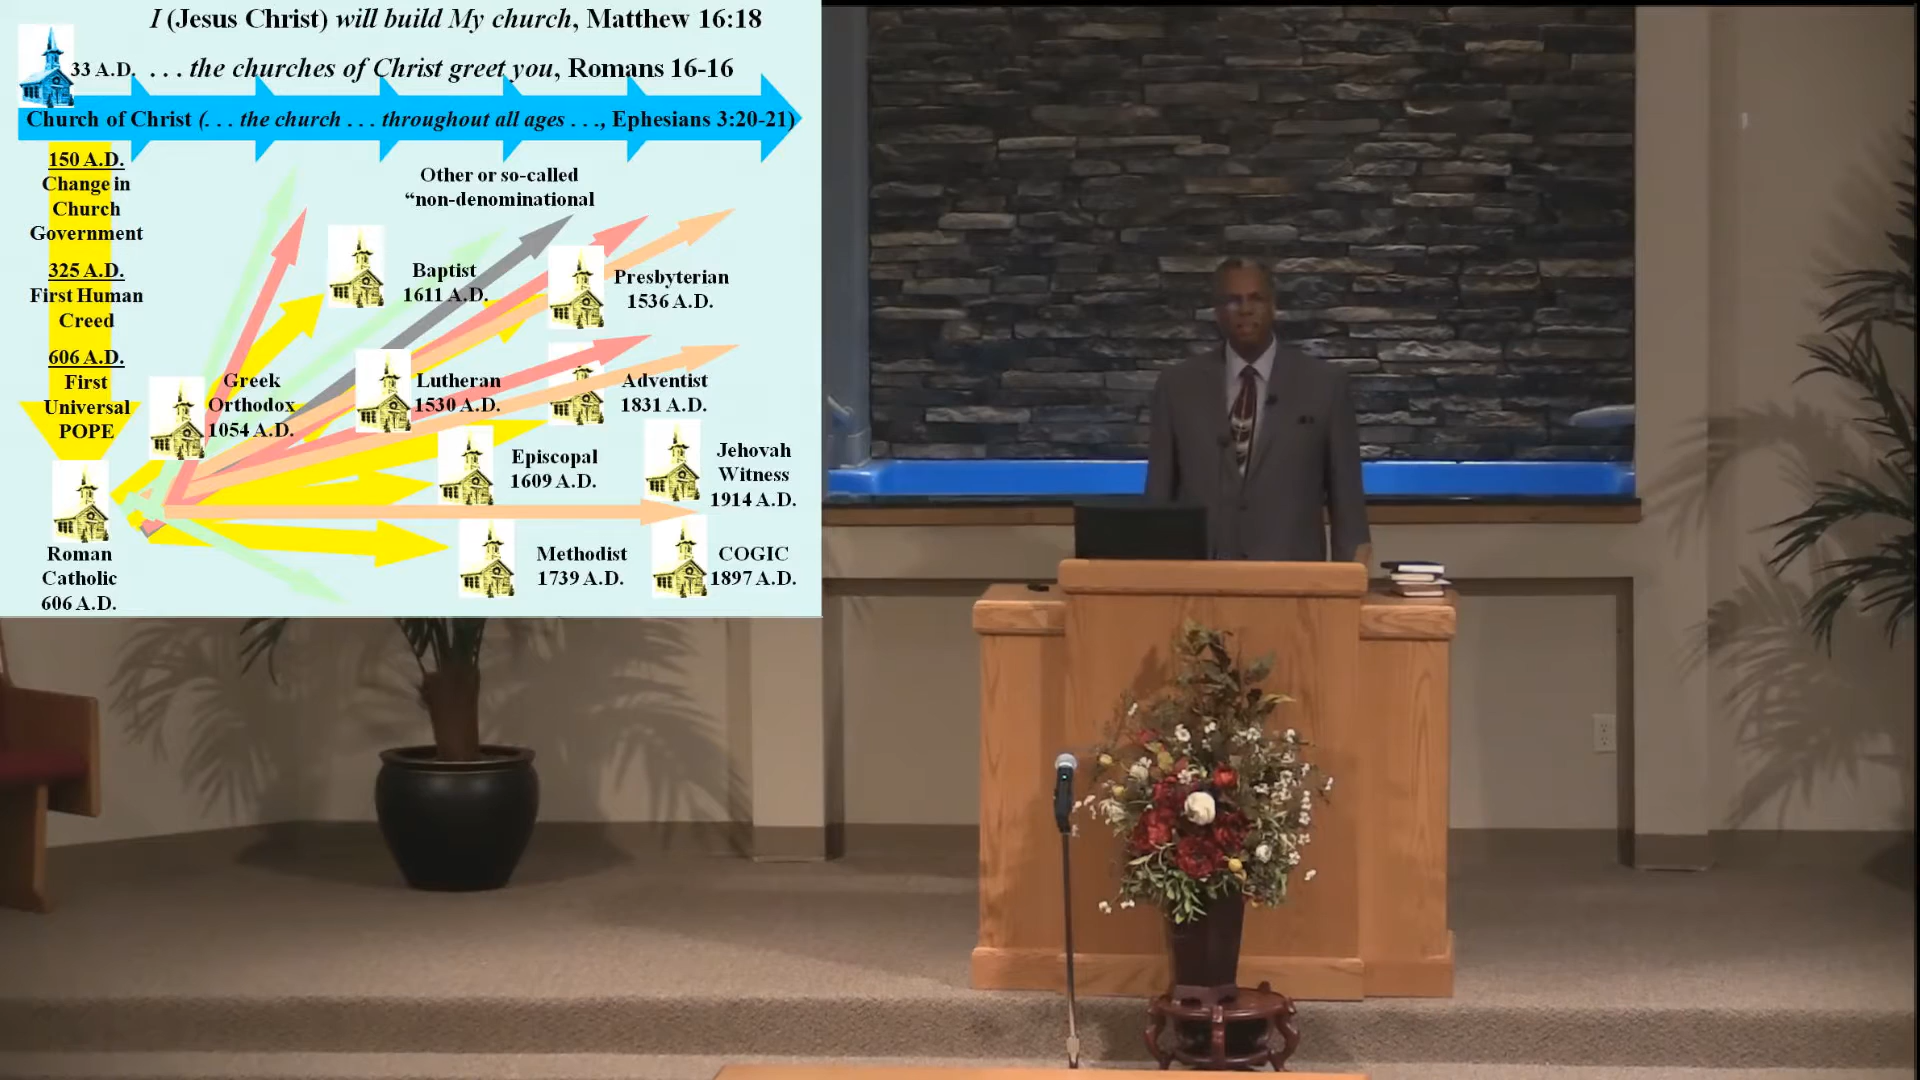 I (Jesus Christ) will build My church, Matthew 16:18
33 A.D. . . . the churches of Christ greet you, Romans 16-16
Church of Christ (. . . the church . . . throughout all ages . . ., Ephesians 3:20-21)
150 A.D.
Change in
Church
Government
325 A.D.
First Human
Creed
606 A.D.
First
Universal
POPE
Roman
Catholic
606 A.D.
Other or so-called
“non-denominational
Baptist
1611 A.D.
Presbyterian
1536 A.D.
Greek
Orthodox
1054 A.D.
Lutheran
1530 A.D.
Adventist
1831 A.D.
Episcopal
1609 A.D.
Jehovah
Witness
1914 A.D.
Methodist
1739 A.D.
COGIC
1897 A.D.